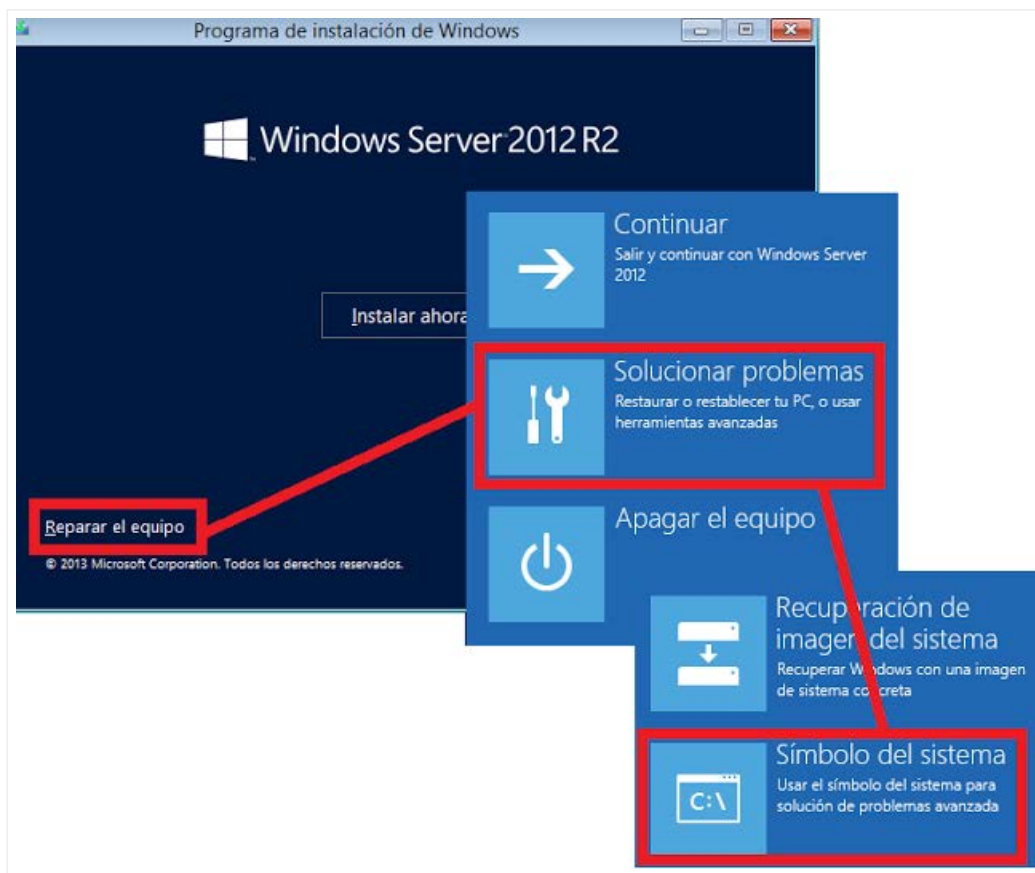 Programa de instalación de Windows
Windows Server 2012 R2
Instalar ahora
Reparar el equipo
© 2013 Microsoft Corporation. Todos los derechos reservados.
Continuar
Salir y continuar con Windows Server
2012
Solucionar problemas
Restaurar o restablecer tu PC, o usar
herramientas avanzadas
Apagar el equipo
Recuperación de
imagen del sistema
Recuperar Windows con una imagen
de sistema concreta
Símbolo del sistema
Usar el símbolo del sistema para
solución de problemas avanzada
C:\